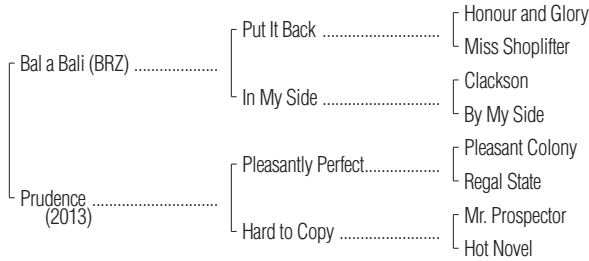 Honour and Glory
Put It Back ....................
Miss Shoplifter
Bal a Bali (BRZ) ..................
Clackson
In My Side ....................
By My Side
Pleasant Colony
Pleasantly Perfect.................
Regal State
Prudence ...........................
(2013)
Mr. Prospector
Hard to Copy ......................
Hot Novel